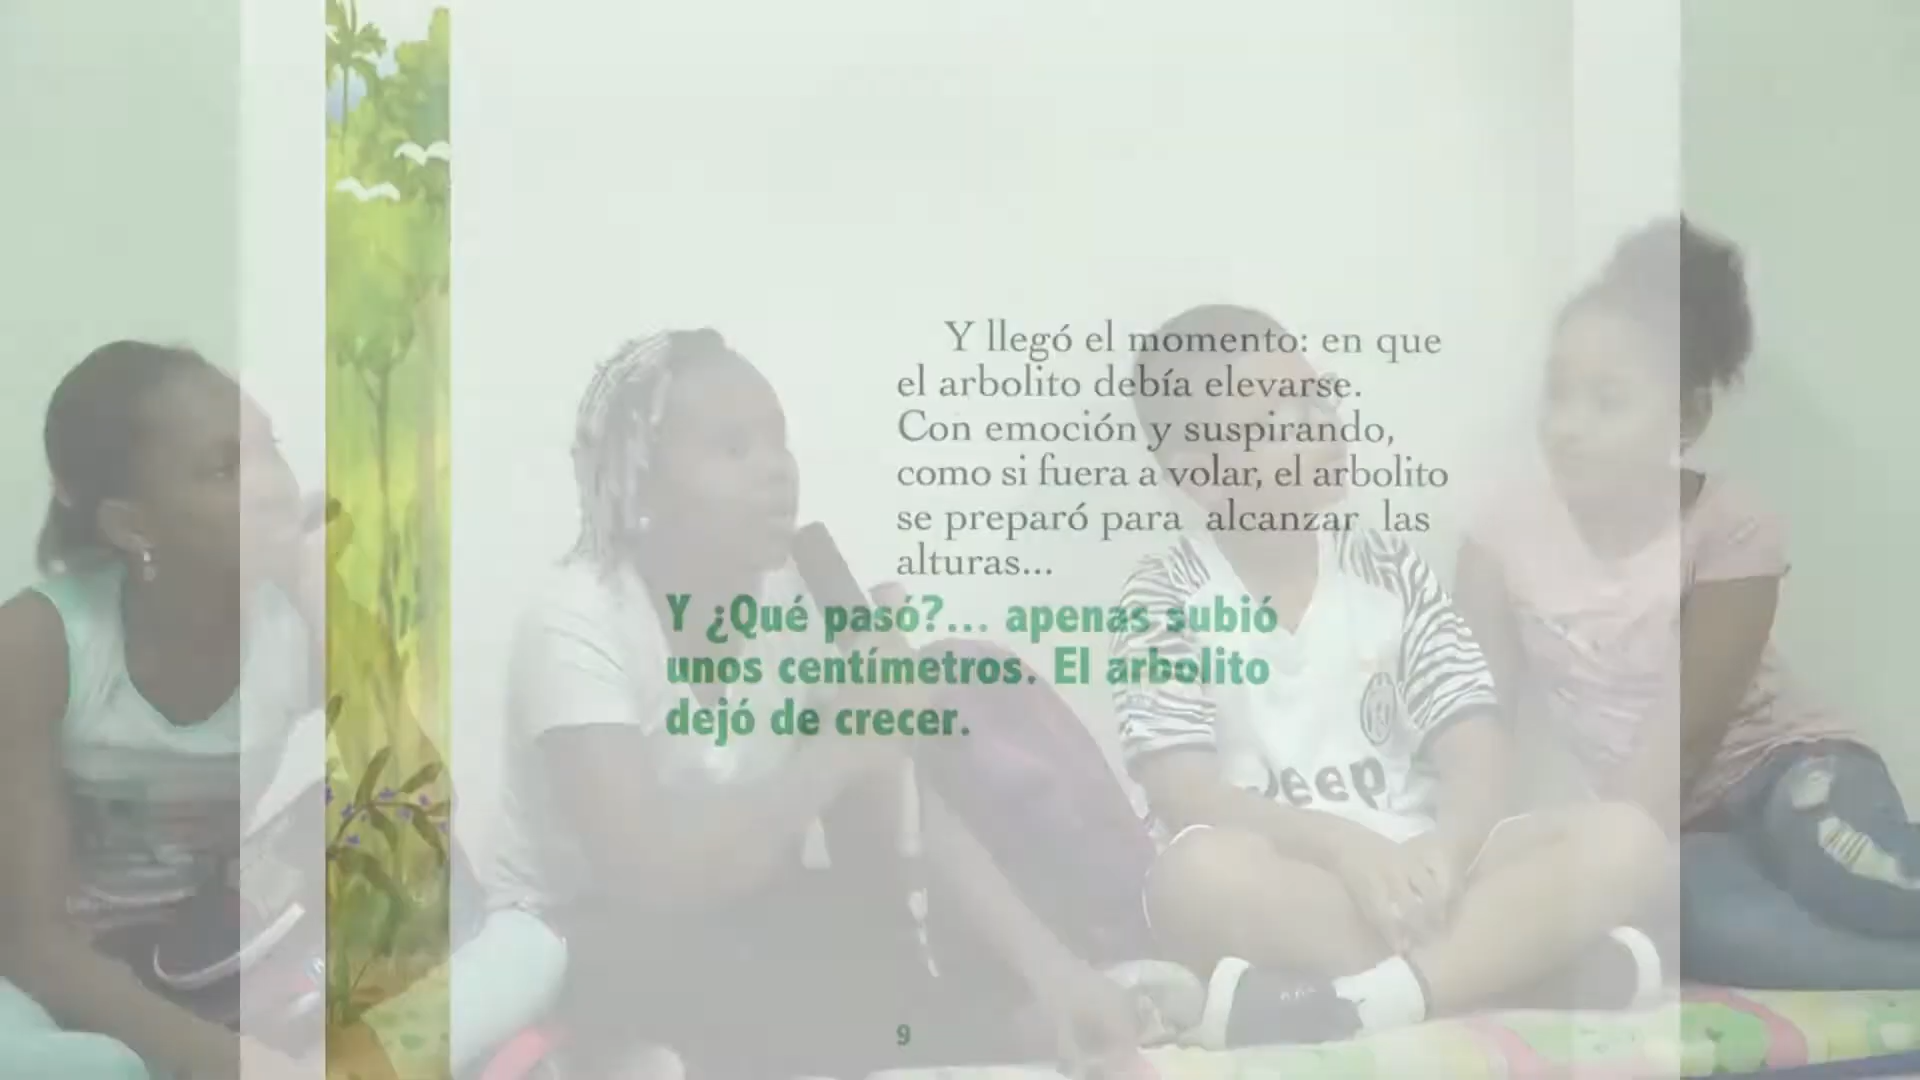 Y llegó el momento: en que
el arbolito debía elevarse.
Con emoción y suspirando,
como si fuera a volar, el arbolito
se preparó para alcanzar las
alturas...
Y ¿Qué pasó?... apenas subió
unos centímetros. El arbolito
dejó de crecer.
Jeep
9